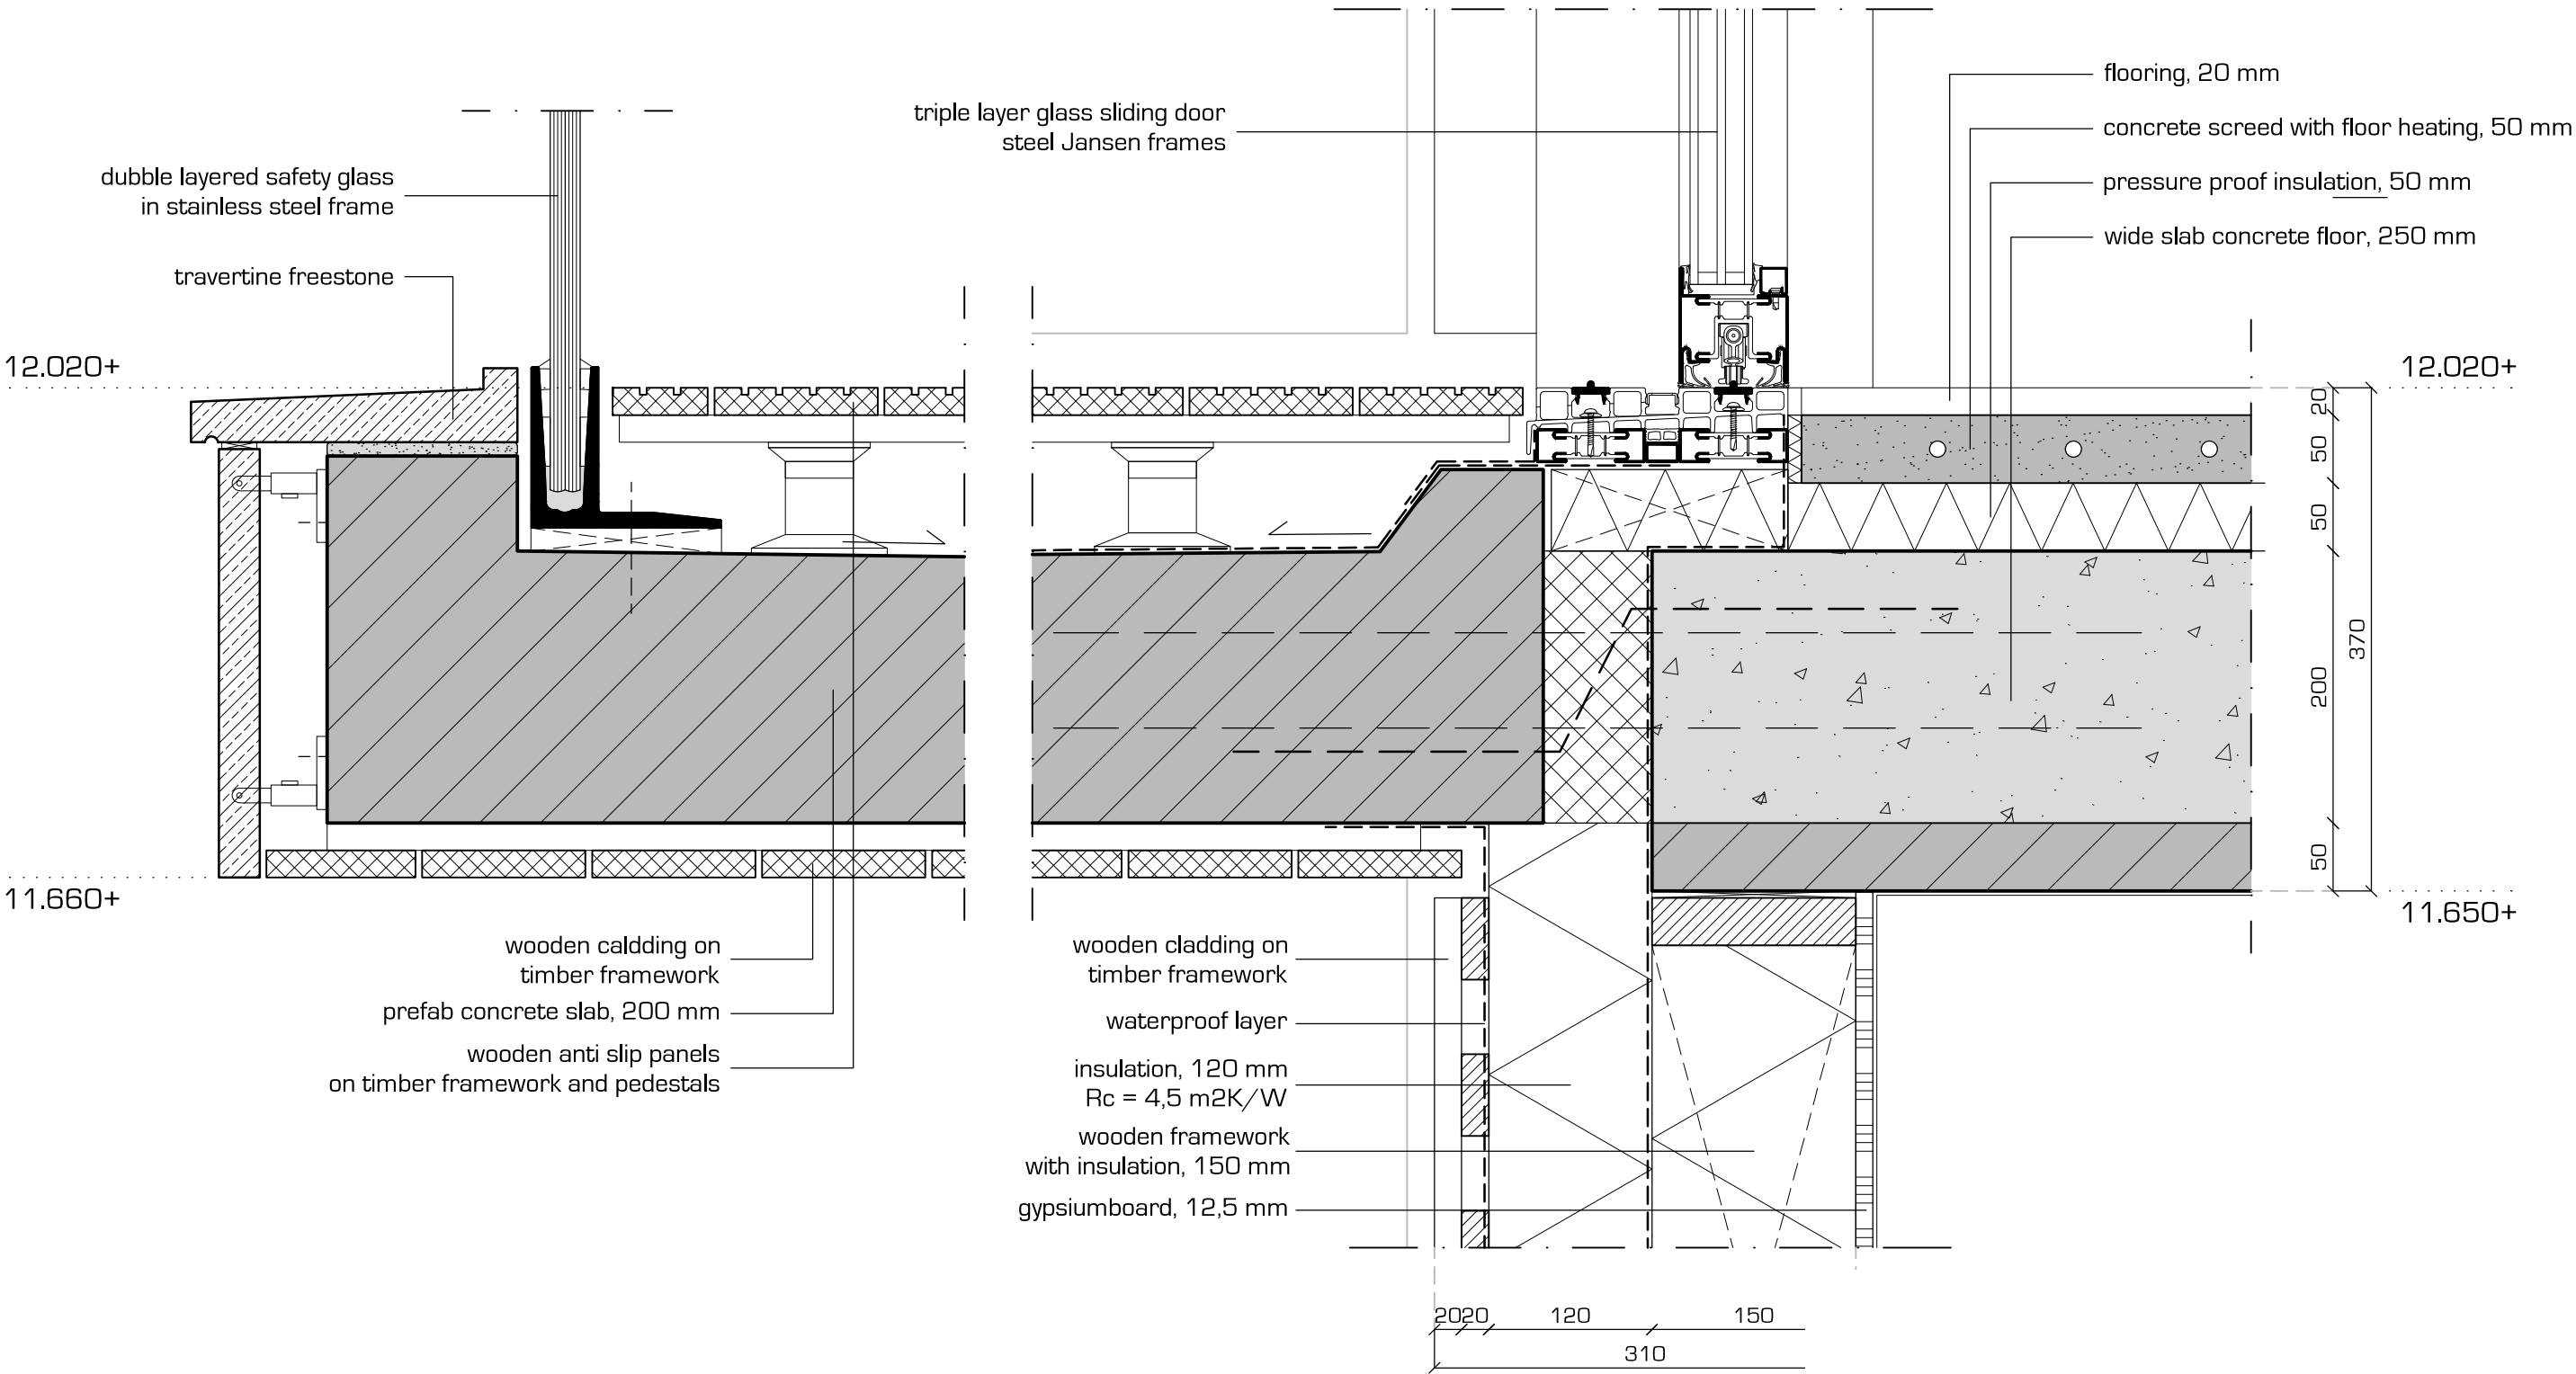 flooring, 20 mm
triple layer glass sliding door
steel Jansen frames
concrete screed with floor heating, 50 mm
dubble layered safety glass
in stainless steel frame
pressure proof insulation, 50 mm
wide slab concrete floor, 250 mm
travertine freestone
12.020+
12.020+
20
50
50
200
370
50
11.660+
11.650+
wooden caldding on
timber framework
prefab concrete slab, 200 mm
wooden anti slip panels
on timber framework and pedestals
wooden cladding on
timber framework
waterproof layer
insulation, 120 mm
Rc = 4,5 m2K/W
wooden framework
with insulation, 150 mm
gypsiumboard, 12,5 mm
20 20 120 150
310